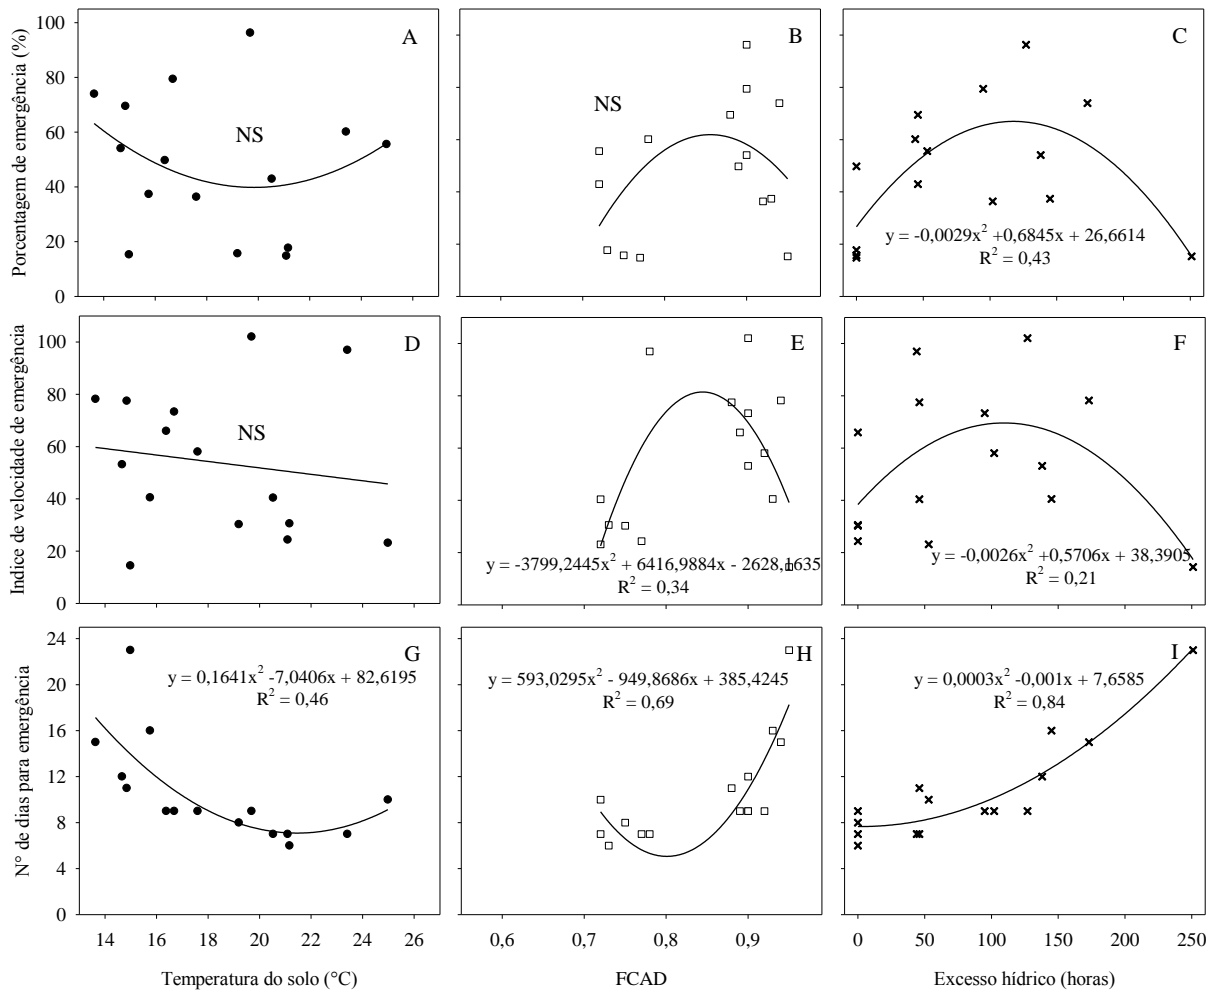 Porcentagem de emergência (%)
100
80
60
40
20
0
A
NS
B
NS
C
y = -0,0029x² +0,6845x + 26,6614
R² = 0,43
Indice de velocidade de emergência
100
80
60
40
20
0
D
NS
E
y = -3799,2445x² + 6416,9884x - 2628,1635
R² = 0,34
F
y = -0,0026x² +0,5706x + 38,3905
R² = 0,21
N° de dias para emergência
24
20
16
12
8
4
0
G
y = 0,1641x² -7,0406x + 82,6195
R² = 0,46
H
y = 593,0295x² - 949,8686x + 385,4245
R² = 0,69
I
y = 0,0003x² -0,001x + 7,6585
R² = 0,84
14 16 18 20 22 24 26
0,6 0,7 0,8 0,9
0 50 100 150 200 250
Temperatura do solo (°C)
FCAD
Excesso hídrico (horas)